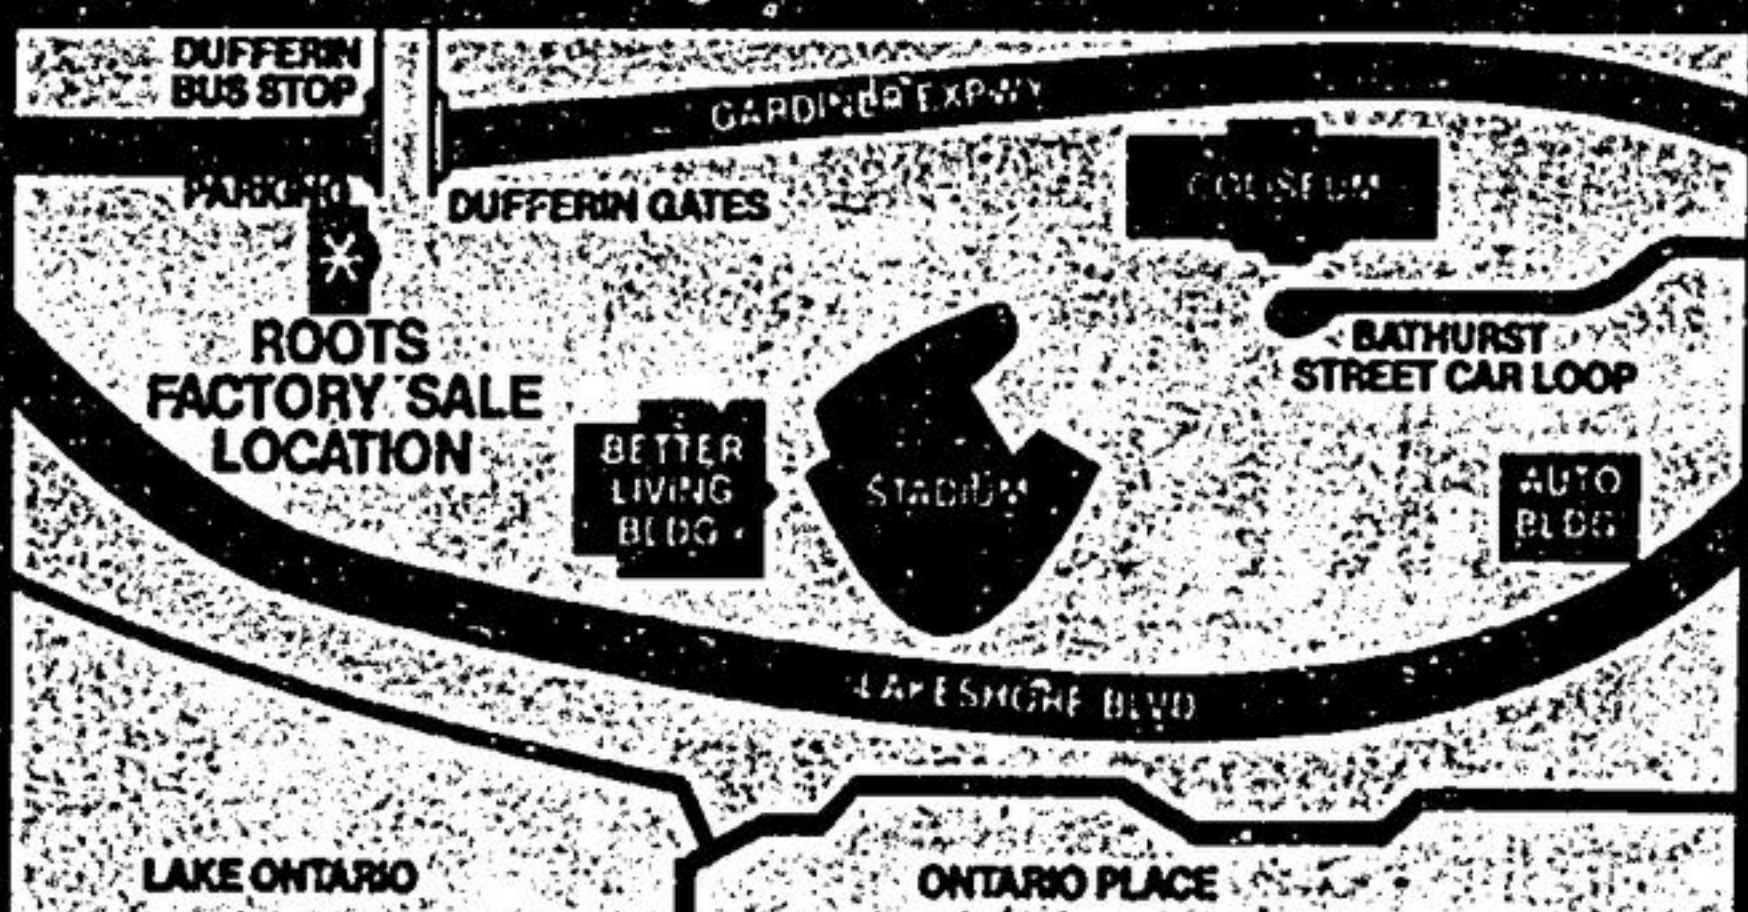 DUFFERIN
BUS STOP
GARDINER EXPWY
PARKING
DUFFERIN GATES
COLISEUM
ROOTS
FACTORY SALE
LOCATION
BATHURST
STREET CAR LOOP
BETTER
LIVING
BLDG
STADIUM
AUTO
BLDG
LAKESHORE BLVD
LAKE ONTARIO
ONTARIO PLACE